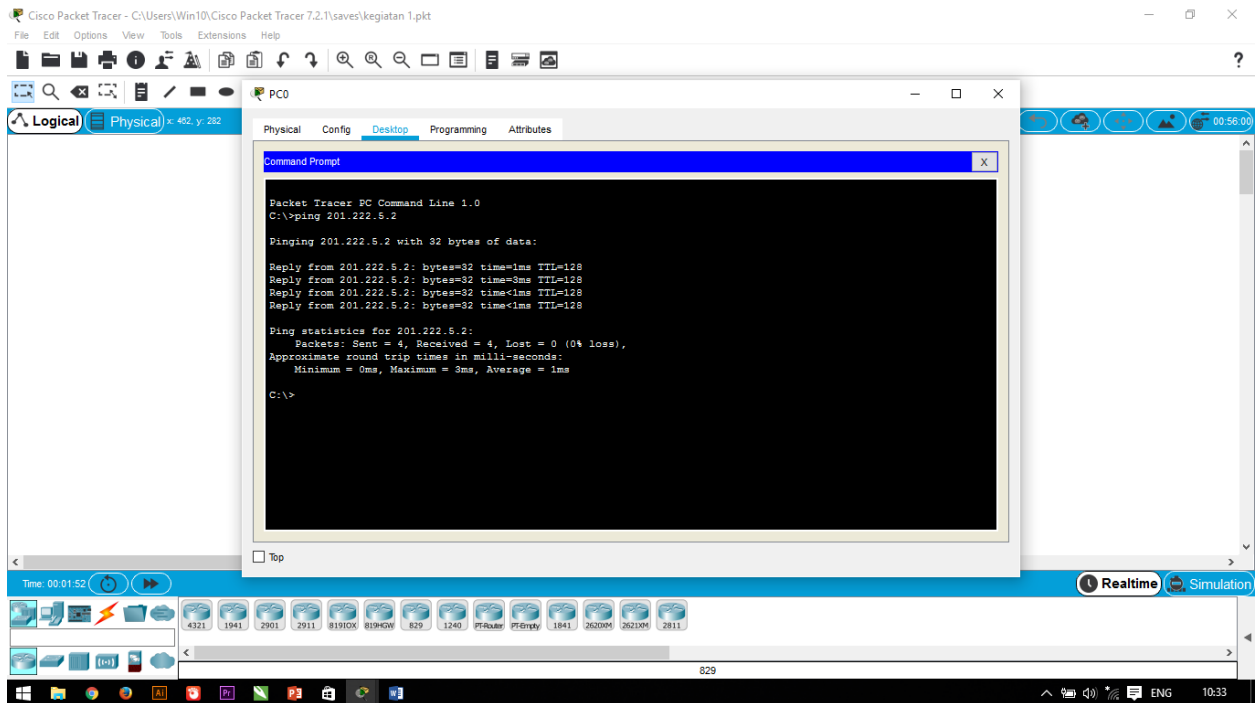 Cisco Packet Tracer - C:\Users\Win10\Cisco Packet Tracer 7.2.1\saves\kegiatan 1.pkt
File Edit Options View Tools Extensions Help
?
PC0
Logical Physical x: 462, y: 282
00:56:00
Physical Config Desktop Programming Attributes
Command Prompt
X
Packet Tracer PC Command Line 1.0
C:\>ping 201.222.5.2
Pinging 201.222.5.2 with 32 bytes of data:
Reply from 201.222.5.2: bytes=32 time=1ms TTL=128
Reply from 201.222.5.2: bytes=32 time=3ms TTL=128
Reply from 201.222.5.2: bytes=32 time<1ms TTL=128
Reply from 201.222.5.2: bytes=32 time<1ms TTL=128
Ping statistics for 201.222.5.2:
Packets: Sent = 4, Received = 4, Lost = 0 (0% loss),
Approximate round trip times in milli-seconds:
Minimum = 0ms, Maximum = 3ms, Average = 1ms
C:\>
Top
Time: 00:01:52
Realtime Simulation
4321 1941 2901 2911 819IOX 819HGW 829 1240 PT-Router PT-Empty 1841 2620XM 2621XM 2811
829
Ai Pr
ENG 10:33